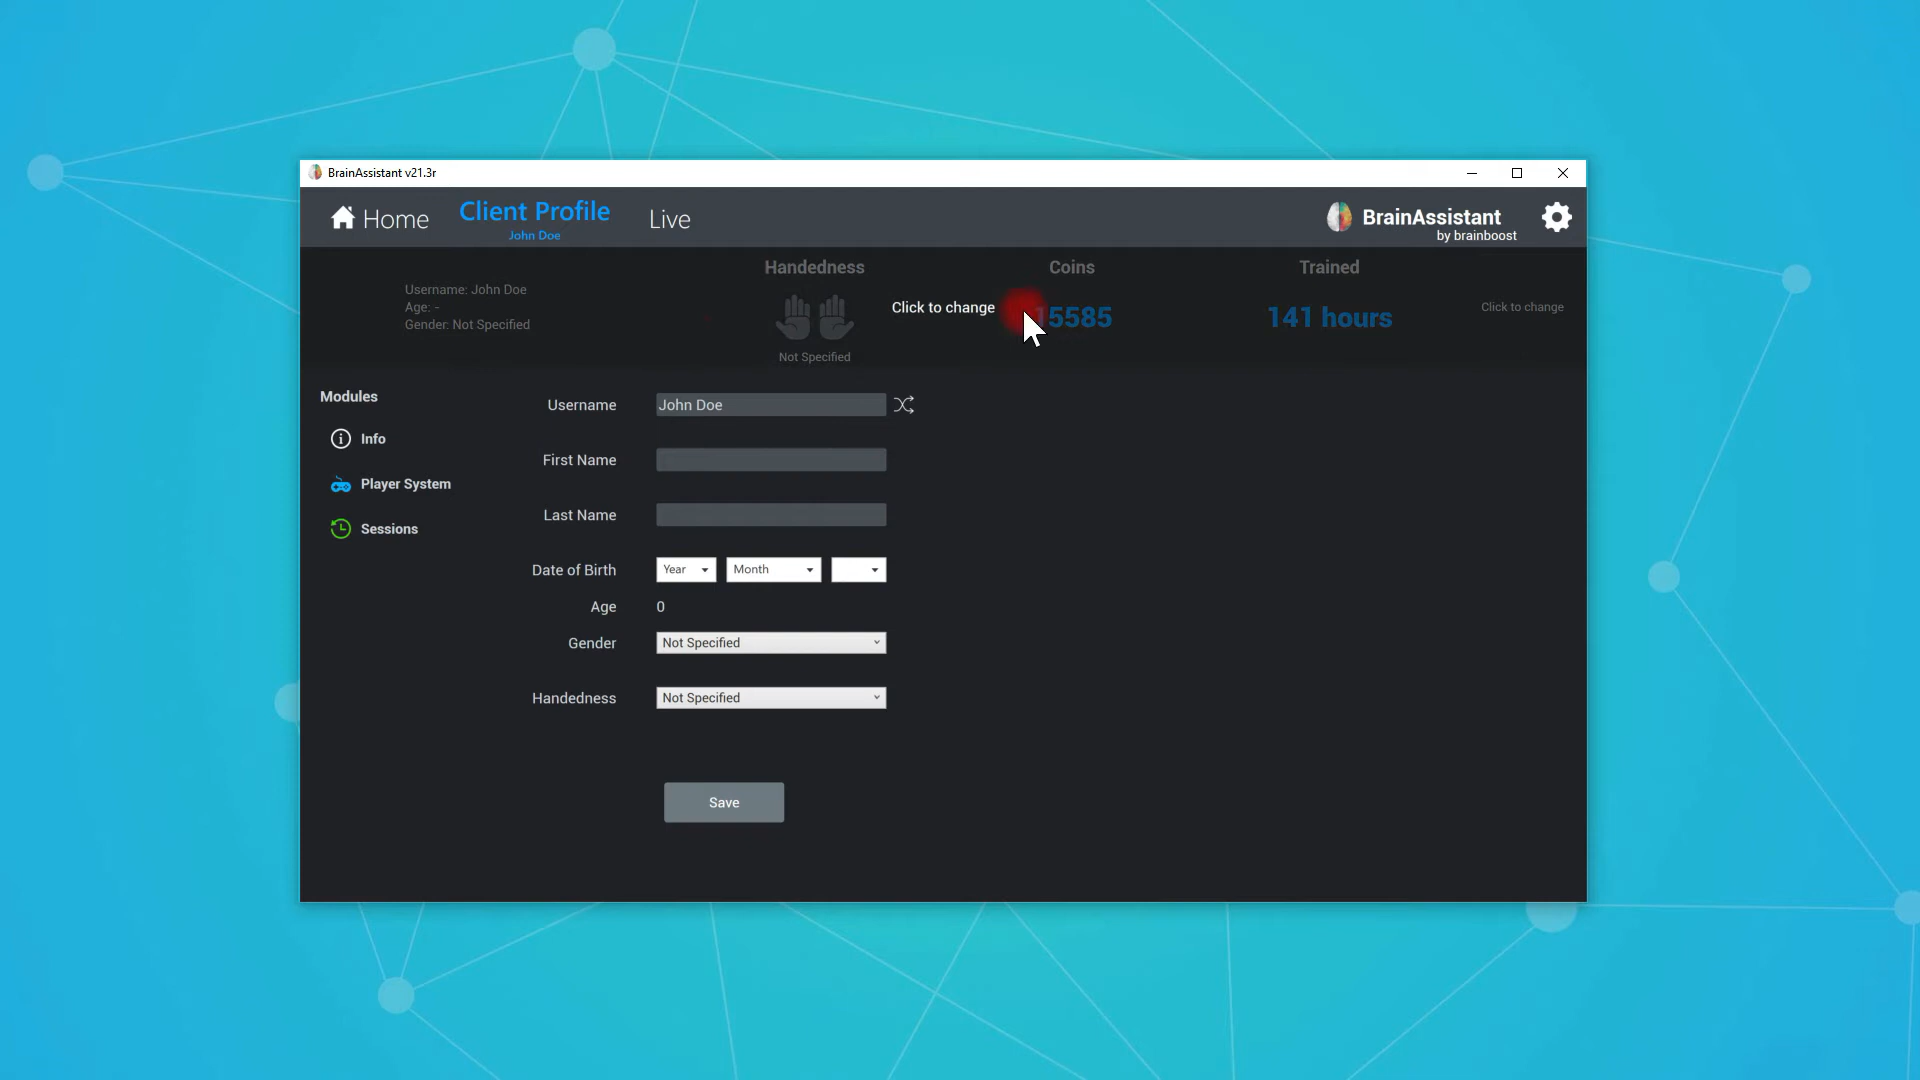 BrainAssistant v21.3r
Home
Client Profile
John Doe
Live
BrainAssistant
by brainboost
Username: John Doe
Age: -
Gender: Not Specified
Handedness
Not Specified
Click to change
Coins
15585
Trained
141 hours
Click to change
Modules
Info
Player System
Sessions
Username John Doe
First Name
Last Name
Date of Birth Year Month
Age 0
Gender Not Specified
Handedness Not Specified
Save